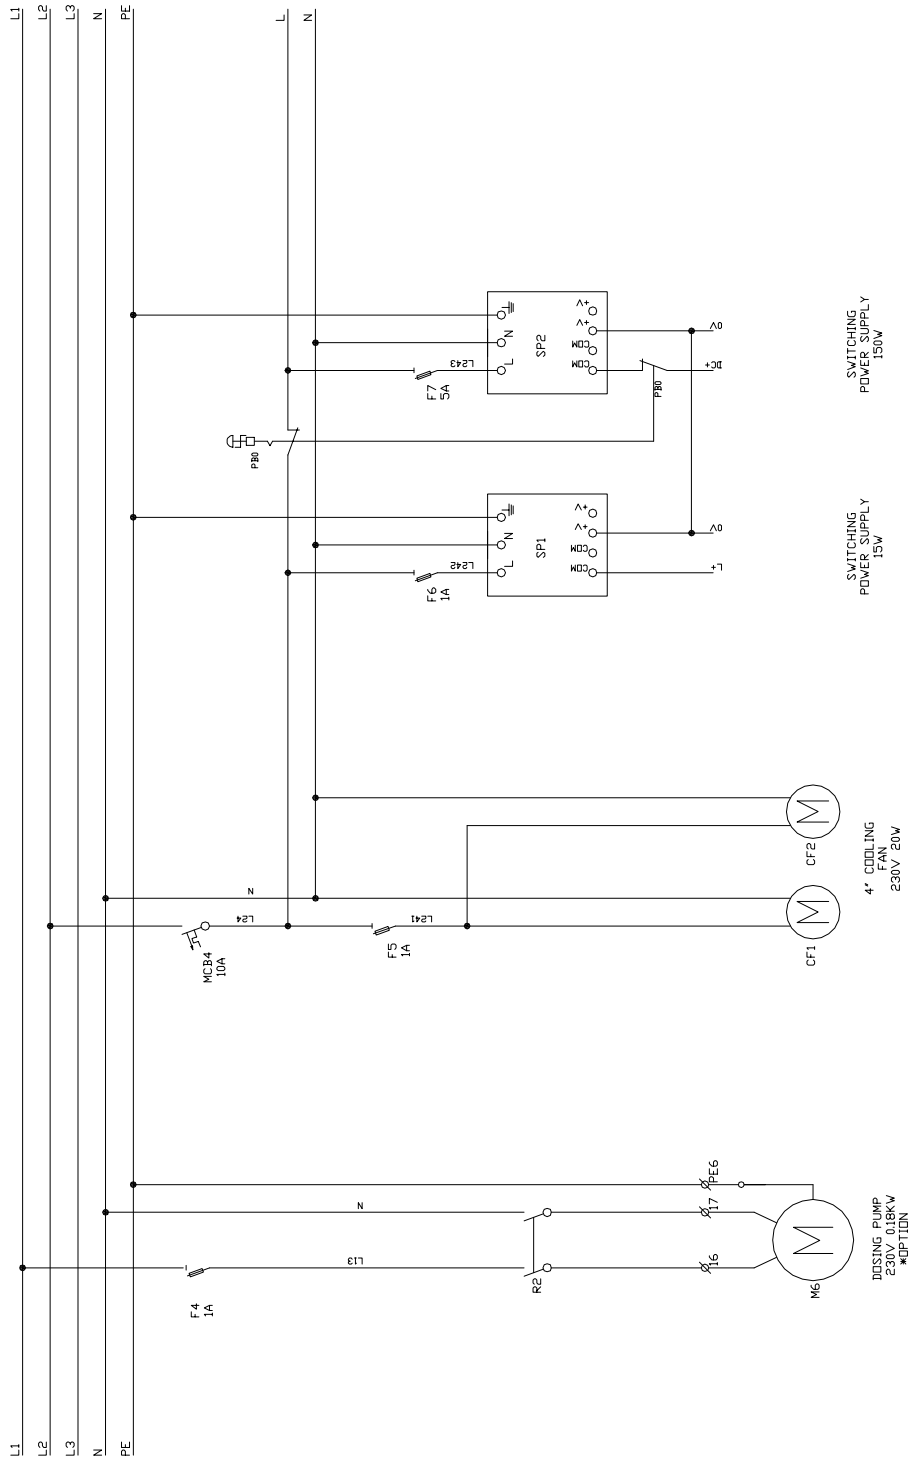 L1
L2
L3
N
PE
F4
1A
L13
N
R2
16
17
PE6
M
M6
DOSING PUMP
230V 0.18KW
*OPTION
MCB4
10A
L24
N
F5
1A
L241
M
CF1
M
CF2
4" COOLING
FAN
230V 20W
F6
1A
L242
L
N
SP1
COM
COM
+V
+V
L+
0V
SWITCHING
POWER SUPPLY
15W
PB0
F7
5A
L243
L
N
SP2
COM
COM
+V
+V
PB0
DC+
0V
SWITCHING
POWER SUPPLY
150W
L1
L2
L3
N
PE
L
N